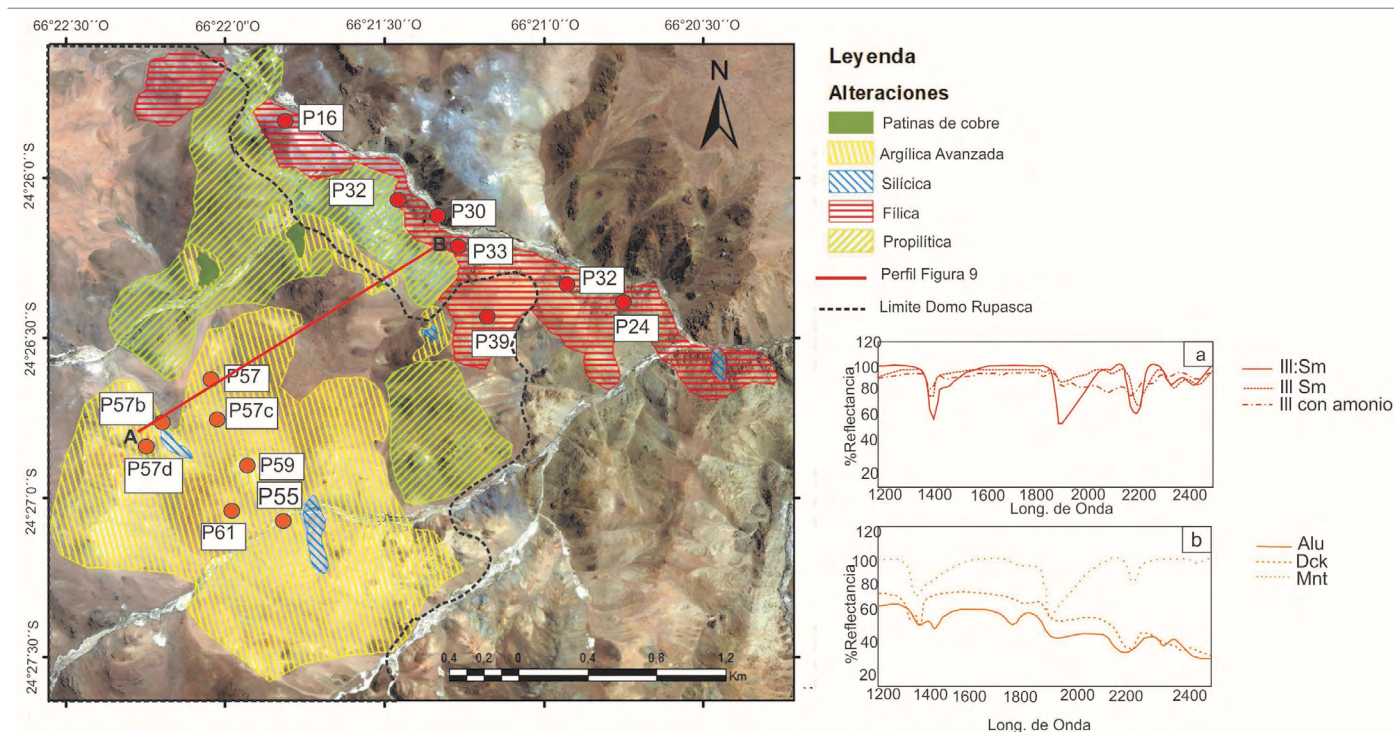 66°22´30´´O 66°22´0´´O 66°21´30´´O 66°21´0´´O 66°20´30´´O
24°26´0´´S
24°26´30´´S
24°27´0´´S
24°27´30´´S
N
P16
P32
P30
B
P33
P32
P24
P39
P57
P57b
P57c
A
P57d
P59
P55
P61
0,4 0,2 0 0,4 0,8 1,2
Km
Leyenda
Alteraciones
Patinas de cobre
Argílica Avanzada
Silícica
Fílica
Propilítica
Perfil Figura 9
Limite Domo Rupasca
a
%Reflectancia
120
100
80
60
40
20
1200 1400 1600 1800 2000 2200 2400
Long. de Onda
III:Sm
III Sm
III con amonio
b
%Reflectancia
120
100
80
60
40
20
1200 1400 1600 1800 2000 2200 2400
Long. de Onda
Alu
Dck
Mnt